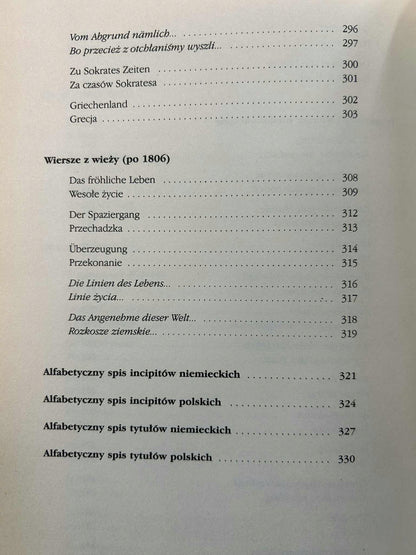 Vom Abgrund nämlich... 296
Bo przecież z otchłaniśmy wyszli... 297
Zu Sokrates Zeiten 300
Za czasów Sokratesa 301
Griechenland 302
Grecja 303
Wiersze z wieży (po 1806)
Das fröhliche Leben 308
Wesołe życie 309
Der Spaziergang 312
Przechadzka 313
Überzeugung 314
Przekonanie 315
Die Linien des Lebens... 316
Linie życia... 317
Das Angenehme dieser Welt... 318
Rozkosze ziemskie... 319
Alfabetyczny spis incipitów niemieckich 321
Alfabetyczny spis incipitów polskich 324
Alfabetyczny spis tytułów niemieckich 327
Alfabetyczny spis tytułów polskich 330